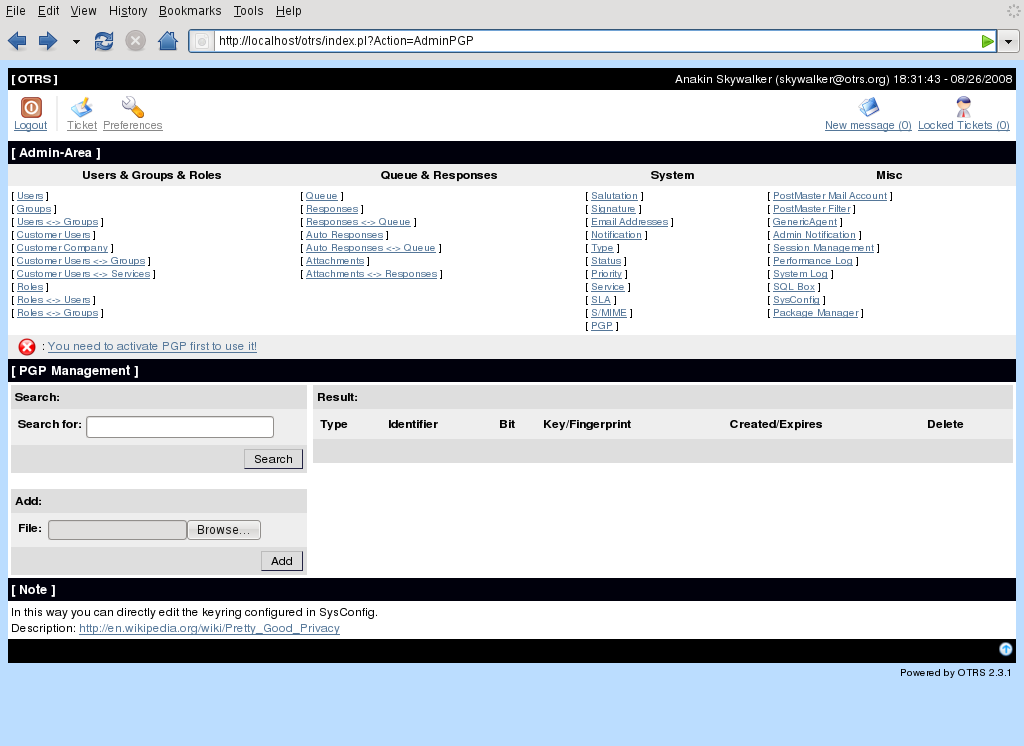 File Edit View History Bookmarks Tools Help
http://localhost/otrs/index.pl?Action=AdminPGP
[ OTRS ] Anakin Skywalker (skywalker@otrs.org) 18:31:43 - 08/26/2008
Logout Ticket Preferences New message (0) Locked Tickets (0)
[ Admin-Area ]
Users & Groups & Roles Queue & Responses System Misc
[ Users ] [ Queue ] [ Salutation ] [ PostMaster Mail Account ]
[ Groups ] [ Responses ] [ Signature ] [ PostMaster Filter ]
[ Users <-> Groups ] [ Responses <-> Queue ] [ Email Addresses ] [ GenericAgent ]
[ Customer Users ] [ Auto Responses ] [ Notification ] [ Admin Notification ]
[ Customer Company ] [ Auto Responses <-> Queue ] [ Type ] [ Session Management ]
[ Customer Users <-> Groups ] [ Attachments ] [ Status ] [ Performance Log ]
[ Customer Users <-> Services ] [ Attachments <-> Responses ] [ Priority ] [ System Log ]
[ Roles ] [ Service ] [ SQL Box ]
[ Roles <-> Users ] [ SLA ] [ SysConfig ]
[ Roles <-> Groups ] [ S/MIME ] [ Package Manager ]
[ PGP ]
: You need to activate PGP first to use it!
[ PGP Management ]
Search: Result:
Search for: Type Identifier Bit Key/Fingerprint Created/Expires Delete
Search
Add:
File: Browse...
Add
[ Note ]
In this way you can directly edit the keyring configured in SysConfig.
Description: http://en.wikipedia.org/wiki/Pretty_Good_Privacy
Powered by OTRS 2.3.1